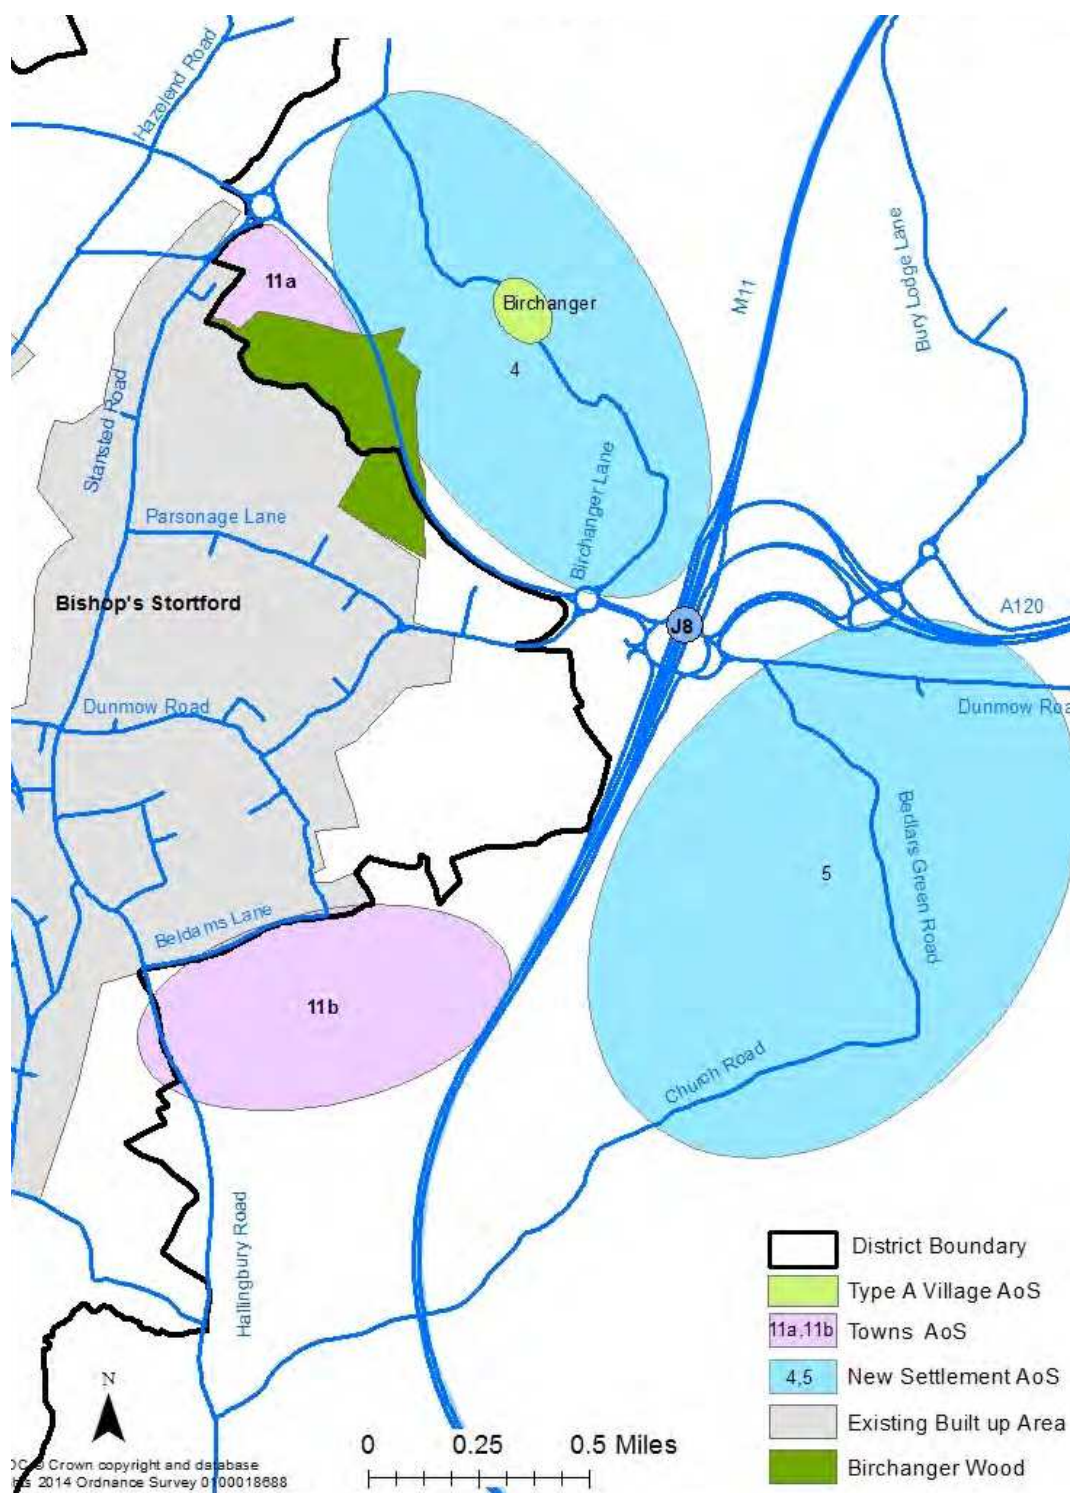 Hazelend Road
11a
Birchanger
4
M11
Bury Lodge Lane
Stansted Road
Parsonage Lane
Birchanger Lane
Bishop's Stortford
J8
A120
Dunmow Road
Dunmow Roa
Bedlars Green Road
5
Beldams Lane
11b
Church Road
Hallingbury Road
District Boundary
Type A Village AoS
11a,11b Towns AoS
4,5 New Settlement AoS
Existing Built up Area
Birchanger Wood
N
0 0.25 0.5 Miles
Crown copyright and database
2014 Ordnance Survey 0100018688